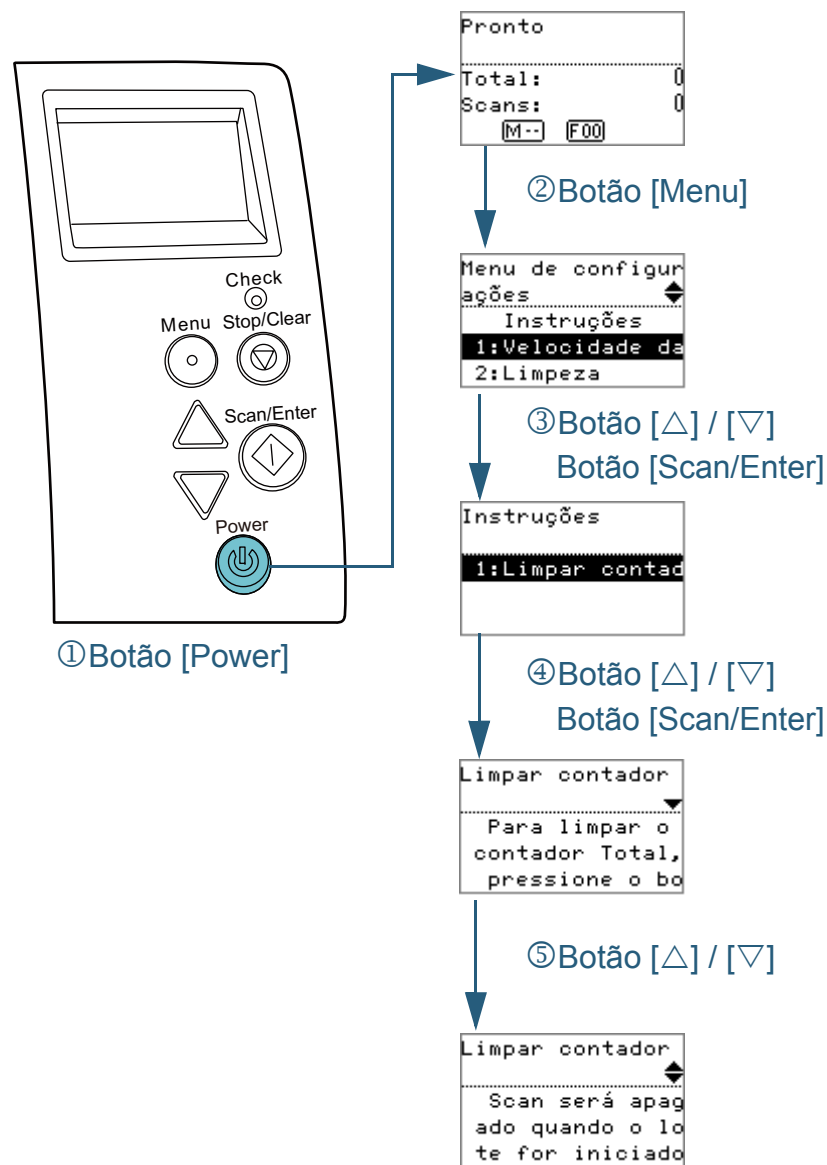 Check
Menu Stop/Clear
Scan/Enter
Power
①Botão [Power]
Pronto
Total: 0
Scans: 0
M-- F00
②Botão [Menu]
Menu de configur
ações
Instruções
1:Velocidade da
2:Limpeza
③Botão [△] / [▽]
Botão [Scan/Enter]
Instruções
1:Limpar contad
④Botão [△] / [▽]
Botão [Scan/Enter]
Limpar contador
Para limpar o
contador Total,
pressione o bo
⑤Botão [△] / [▽]
Limpar contador
Scan será apag
ado quando o lo
te for iniciado